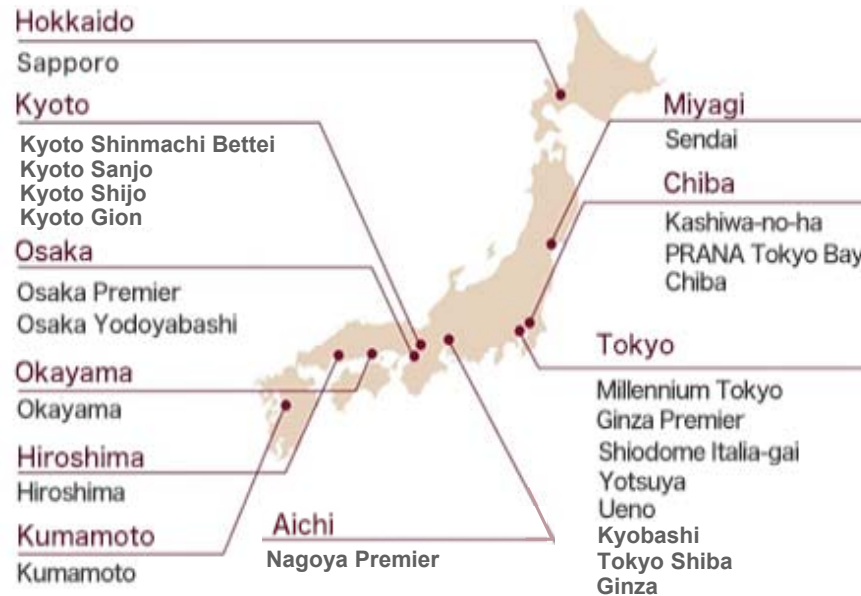 Hokkaido
Sapporo
Kyoto
Kyoto Shinmachi Bettei
Kyoto Sanjo
Kyoto Shijo
Kyoto Gion
Osaka
Osaka Premier
Osaka Yodoyabashi
Okayama
Okayama
Hiroshima
Hiroshima
Kumamoto
Kumamoto
Aichi
Nagoya Premier
Miyagi
Sendai
Chiba
Kashiwa-no-ha
PRANA Tokyo Bay
Chiba
Tokyo
Millennium Tokyo
Ginza Premier
Shiodome Italia-gai
Yotsuya
Ueno
Kyobashi
Tokyo Shiba
Ginza